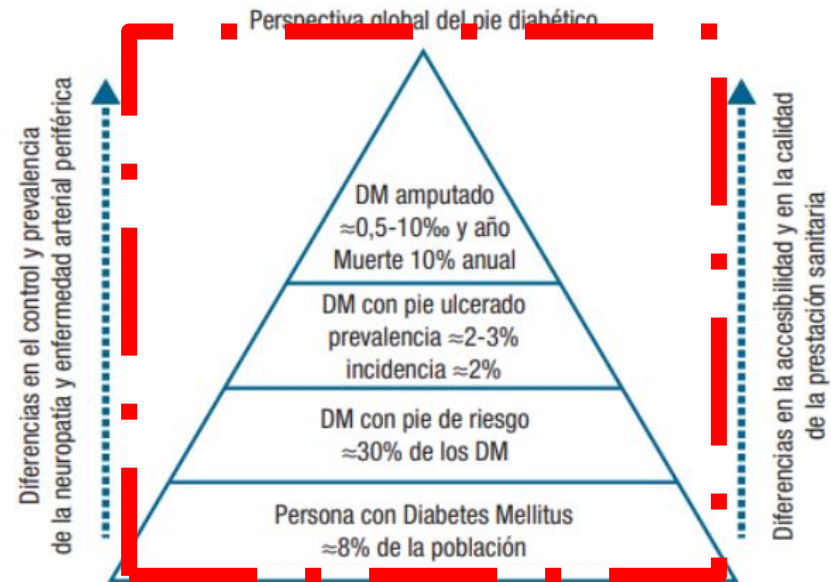 Perspectiva global del pie diabético
Diferencias en el control y prevalencia
de la neuropatía y enfermedad arterial periférica
DM amputado
≈0,5-10‰ y año
Muerte 10% anual
DM con pie ulcerado
prevalencia ≈2-3%
incidencia ≈2%
DM con pie de riesgo
≈30% de los DM
Persona con Diabetes Mellitus
≈8% de la población
Diferencias en la accesibilidad y en la calidad
de la prestación sanitaria